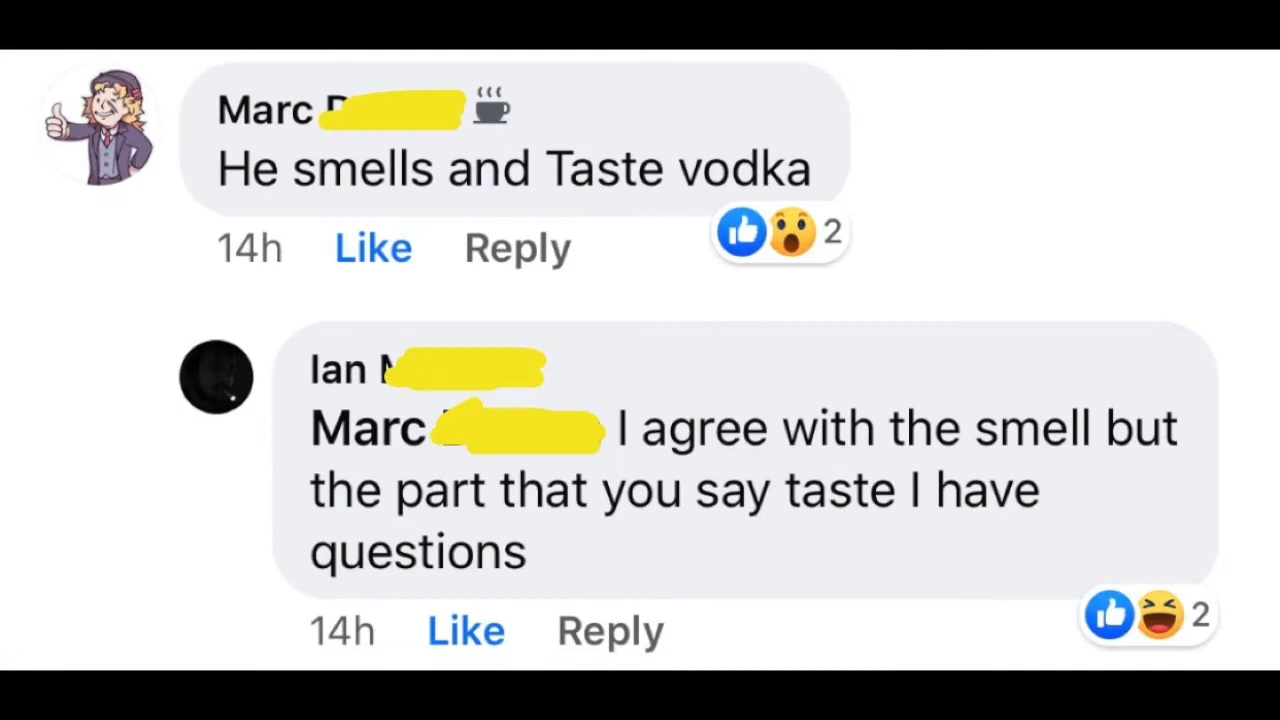 Marc
He smells and Taste vodka
14h Like Reply 2
Ian
Marc I agree with the smell but
the part that you say taste I have
questions
14h Like Reply 2